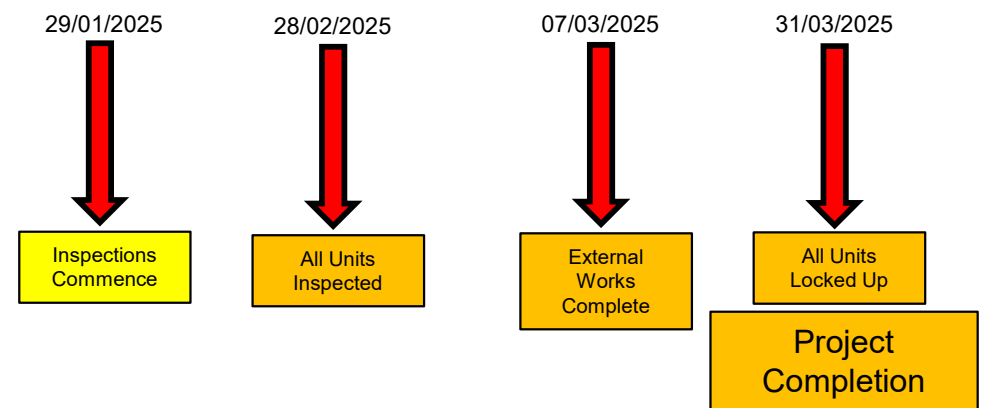 29/01/2025
28/02/2025
07/03/2025
31/03/2025
Inspections
Commence
All Units
Inspected
External
Works
Complete
All Units
Locked Up
Project
Completion